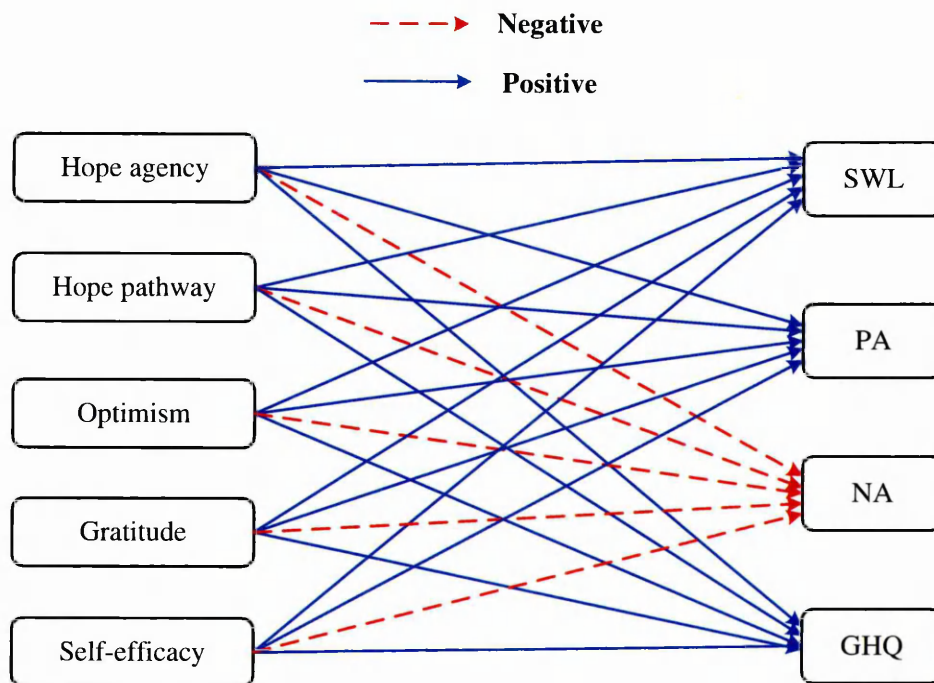 Negative
Positive
Hope agency
Hope pathway
Optimism
Gratitude
Self-efficacy
SWL
PA
NA
GHQ